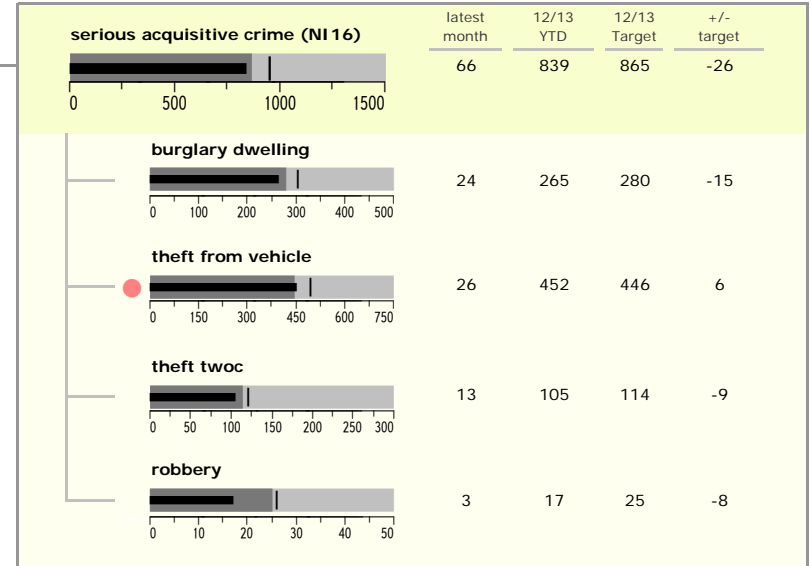 latest 12/13 12/13 +/-
serious acquisitive crime (NI16) month YTD Target target
66 839 865 -26
0 500 1000 1500
burglary dwelling
24 265 280 -15
0 100 200 300 400 500
theft from vehicle
26 452 446 6
0 150 300 450 600 750
theft twoc
13 105 114 -9
0 50 100 150 200 250 300
robbery
3 17 25 -8
0 10 20 30 40 50